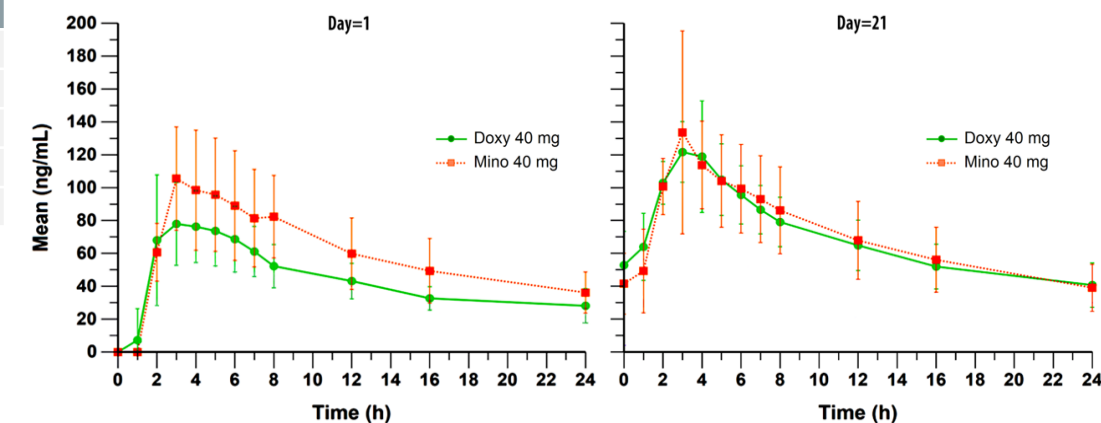 Day=1
Mean (ng/mL)
200
180
160
140
120
100
80
60
40
20
0
Doxy 40 mg
Mino 40 mg
0 2 4 6 8 10 12 14 16 18 20 22 24
Time (h)
Day=21
Doxy 40 mg
Mino 40 mg
0 2 4 6 8 10 12 14 16 18 20 22 24
Time (h)